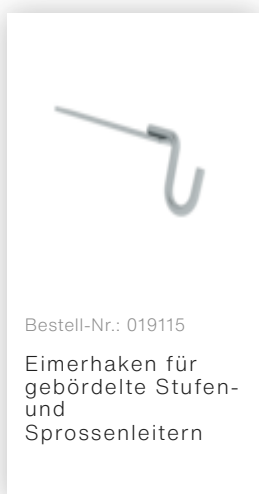 Bestell-Nr.: 019115
Eimerhaken für
gebördelte Stufen-
und
Sprossenleitern